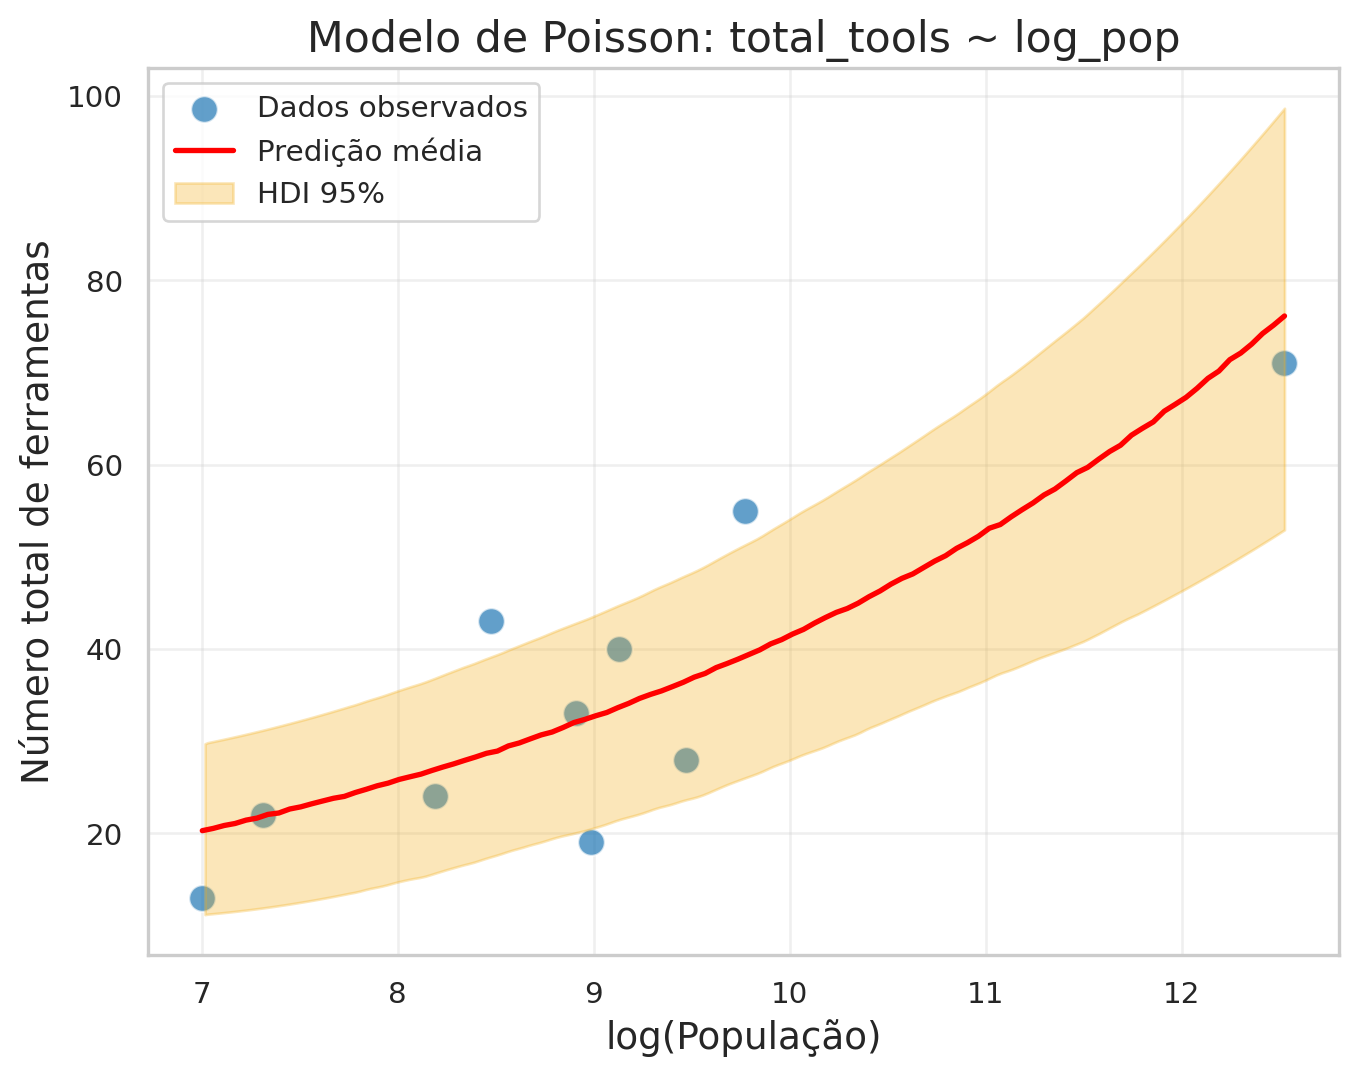 Modelo de Poisson: total_tools ~ log_pop
Dados observados
Predição média
HDI 95%
Número total de ferramentas
100
80
60
40
20
7 8 9 10 11 12
log(População)